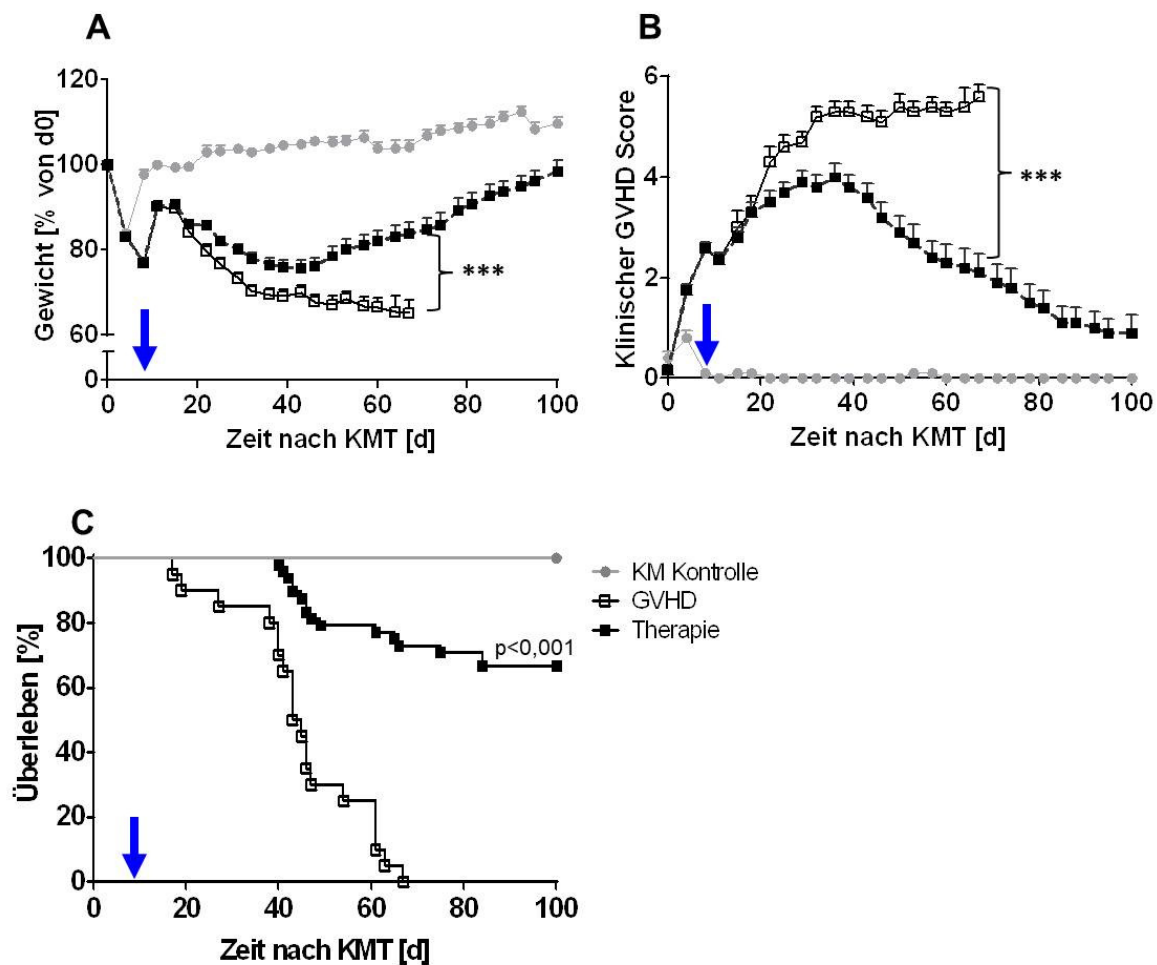 A
120
100
80
60
0
Gewicht [% von d0]
***
0 20 40 60 80 100
Zeit nach KMT [d]
B
6
4
2
0
Klinischer GVHD Score
***
0 20 40 60 80 100
Zeit nach KMT [d]
C
100
80
60
40
20
0
Überleben [%]
p<0,001
0 20 40 60 80 100
Zeit nach KMT [d]
KM Kontrolle
GVHD
Therapie